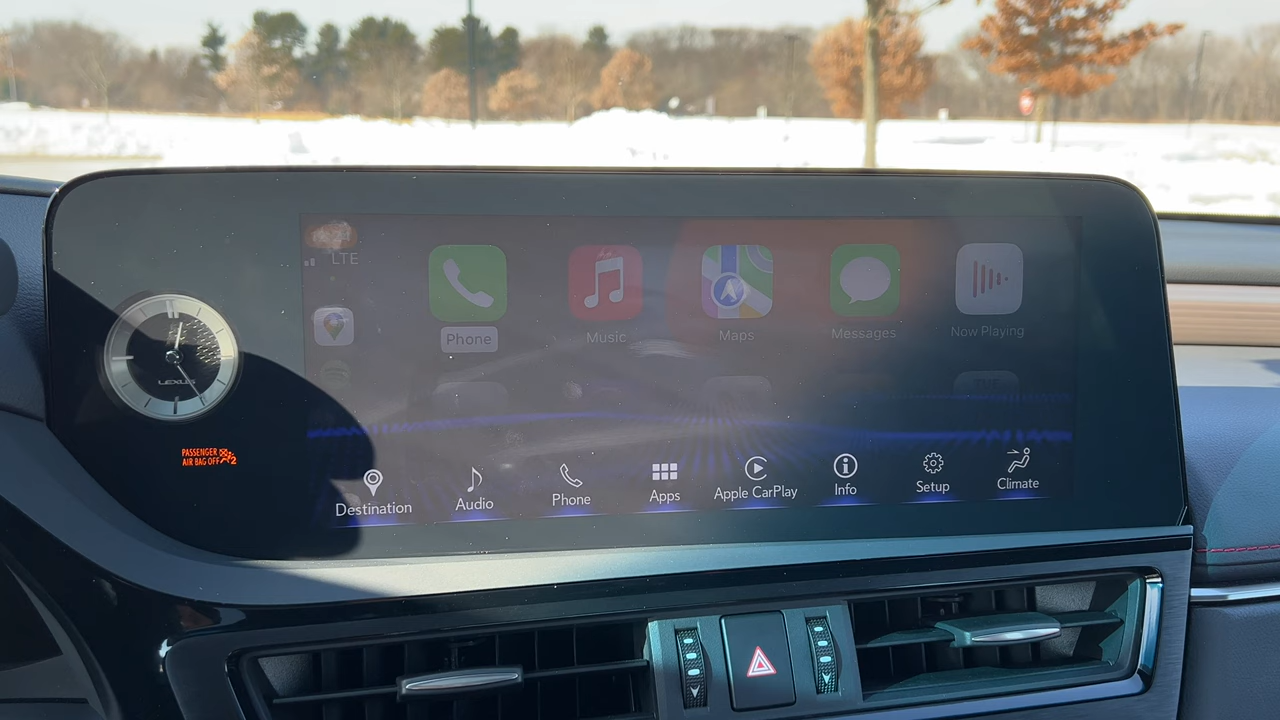 LTE
Phone
Music
Maps
Messages
Now Playing
LEXUS
PASSENGER
AIR BAG OFF 2
Destination
Audio
Phone
Apps
Apple CarPlay
Info
Setup
Climate